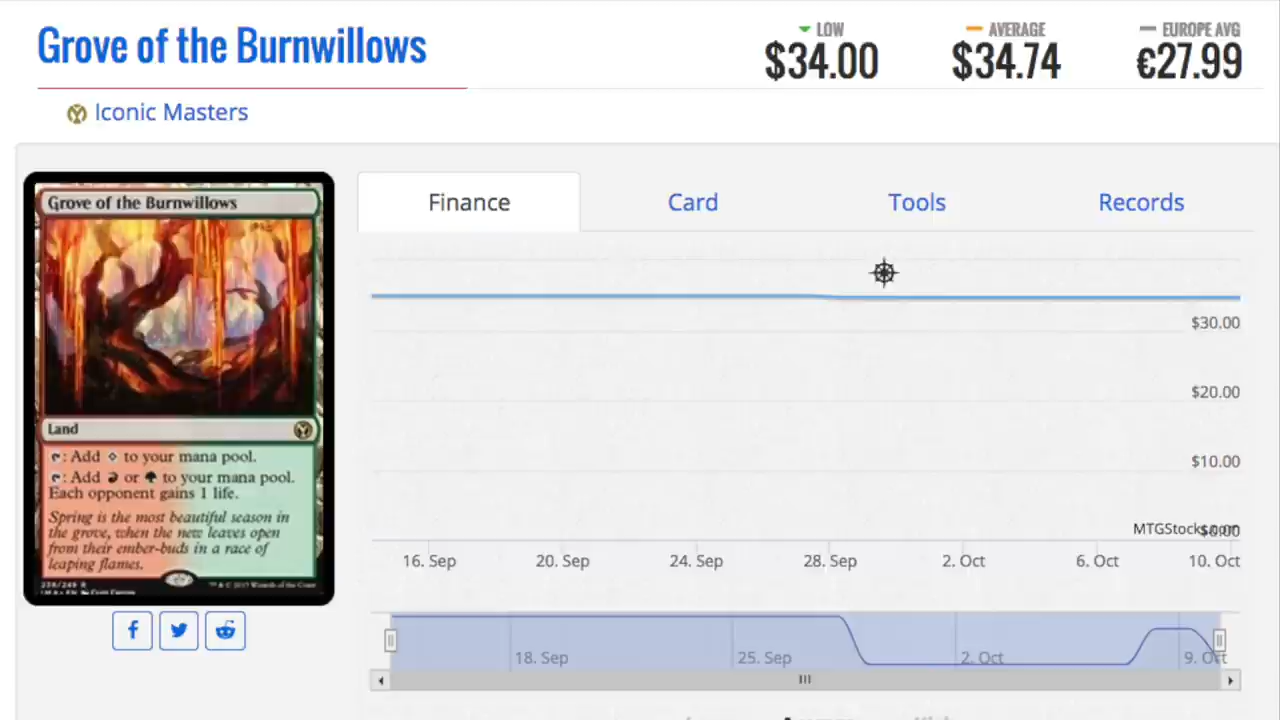 Grove of the Burnwillows
LOW
$34.00
AVERAGE
$34.74
EUROPE AVG
€27.99
Iconic Masters
Grove of the Burnwillows
Land
: Add to your mana pool.
: Add or to your mana pool.
Each opponent gains 1 life.
Spring is the most beautiful season in
the grove, when the new leaves open
from their ember-buds in a race of
leaping flames.
Finance
Card
Tools
Records
$30.00
$20.00
$10.00
$0.00
MTGStocks.com
16. Sep
20. Sep
24. Sep
28. Sep
2. Oct
6. Oct
10. Oct
18. Sep
25. Sep
2. Oct
9. Oct